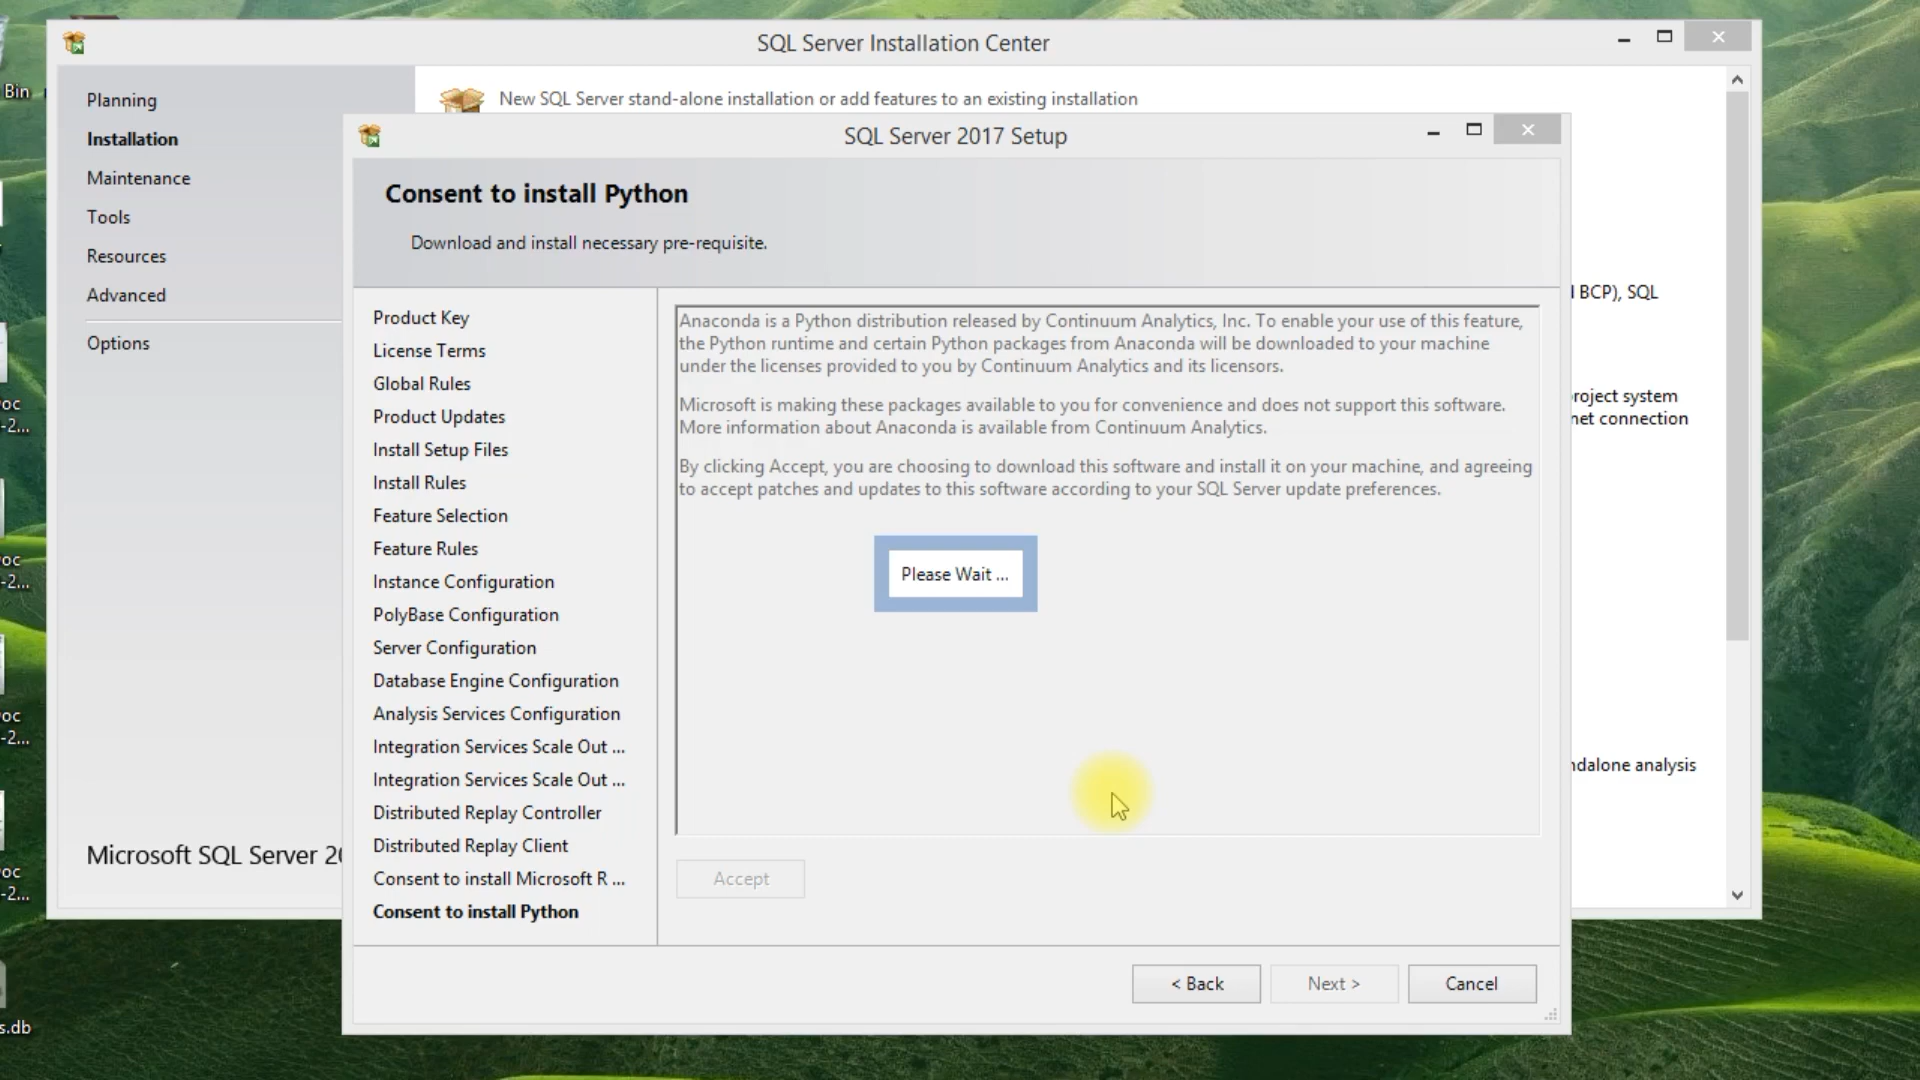 SQL Server Installation Center
Bin
Planning
Installation
Maintenance
Tools
Resources
Advanced
Options
Microsoft SQL Server 20
New SQL Server stand-alone installation or add features to an existing installation
SQL Server 2017 Setup
Consent to install Python
Download and install necessary pre-requisite.
Product Key
License Terms
Global Rules
Product Updates
Install Setup Files
Install Rules
Feature Selection
Feature Rules
Instance Configuration
PolyBase Configuration
Server Configuration
Database Engine Configuration
Analysis Services Configuration
Integration Services Scale Out ...
Integration Services Scale Out ...
Distributed Replay Controller
Distributed Replay Client
Consent to install Microsoft R ...
Consent to install Python
Anaconda is a Python distribution released by Continuum Analytics, Inc. To enable your use of this feature,
the Python runtime and certain Python packages from Anaconda will be downloaded to your machine
under the licenses provided to you by Continuum Analytics and its licensors.
Microsoft is making these packages available to you for convenience and does not support this software.
More information about Anaconda is available from Continuum Analytics.
By clicking Accept, you are choosing to download this software and install it on your machine, and agreeing
to accept patches and updates to this software according to your SQL Server update preferences.
Please Wait ...
Accept
< Back
Next >
Cancel
BCP), SQL
roject system
net connection
ndalone analysis
oc
-2...
oc
-2...
oc
-2...
oc
-2...
s.db